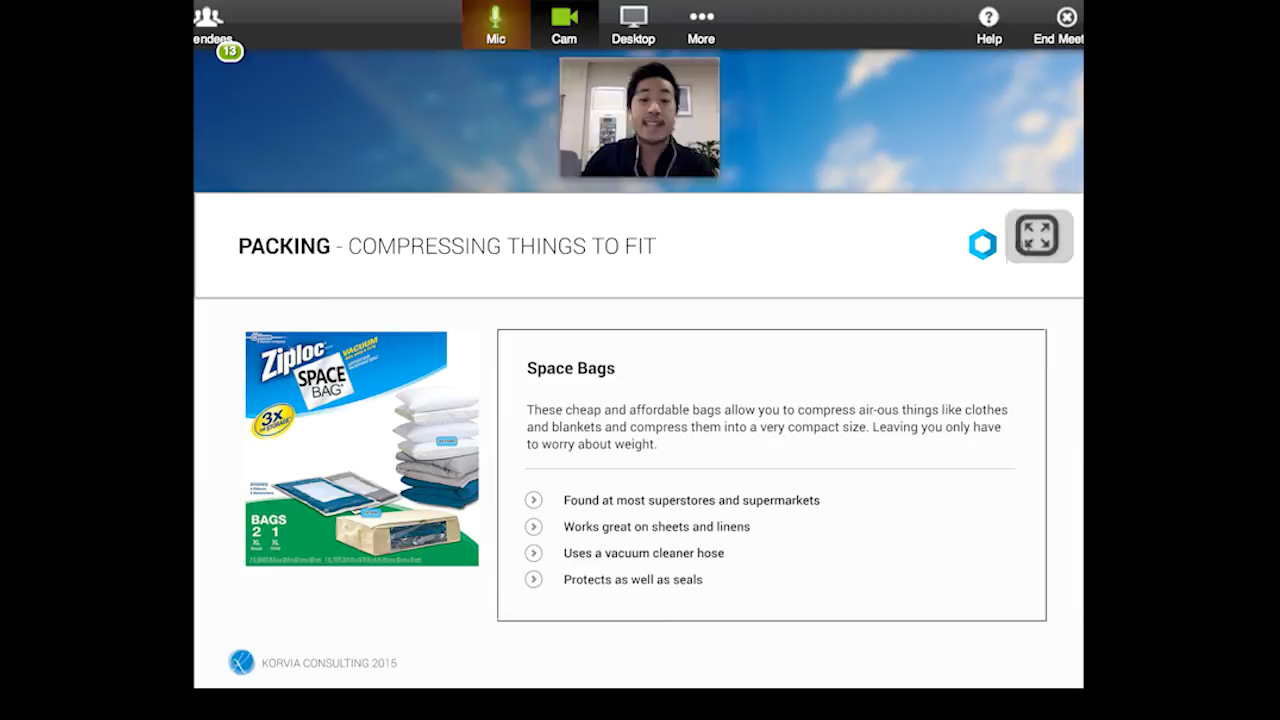 endees
13
Mic
Cam
Desktop
More
Help
End Meet
PACKING - COMPRESSING THINGS TO FIT
Ziploc
VACUUM
SPACE
BAG
3x
BAGS
2 1
XL XL
Space Bags
These cheap and affordable bags allow you to compress air-ous things like clothes
and blankets and compress them into a very compact size. Leaving you only have
to worry about weight.
Found at most superstores and supermarkets
Works great on sheets and linens
Uses a vacuum cleaner hose
Protects as well as seals
KORVIA CONSULTING 2015